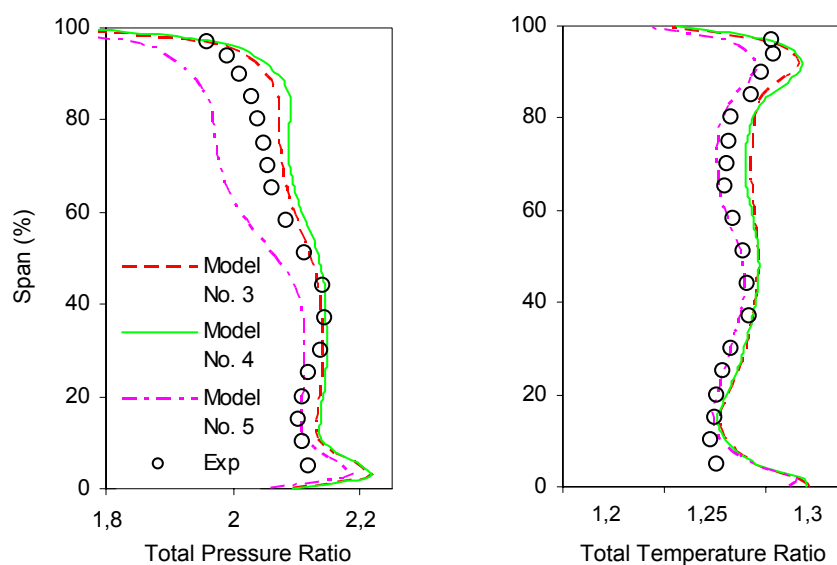 100
80
60
40
20
0
Span (%)
Model
No. 3
Model
No. 4
Model
No. 5
Exp
1,8
2
2,2
Total Pressure Ratio
100
80
60
40
20
0
1,2
1,25
1,3
Total Temperature Ratio